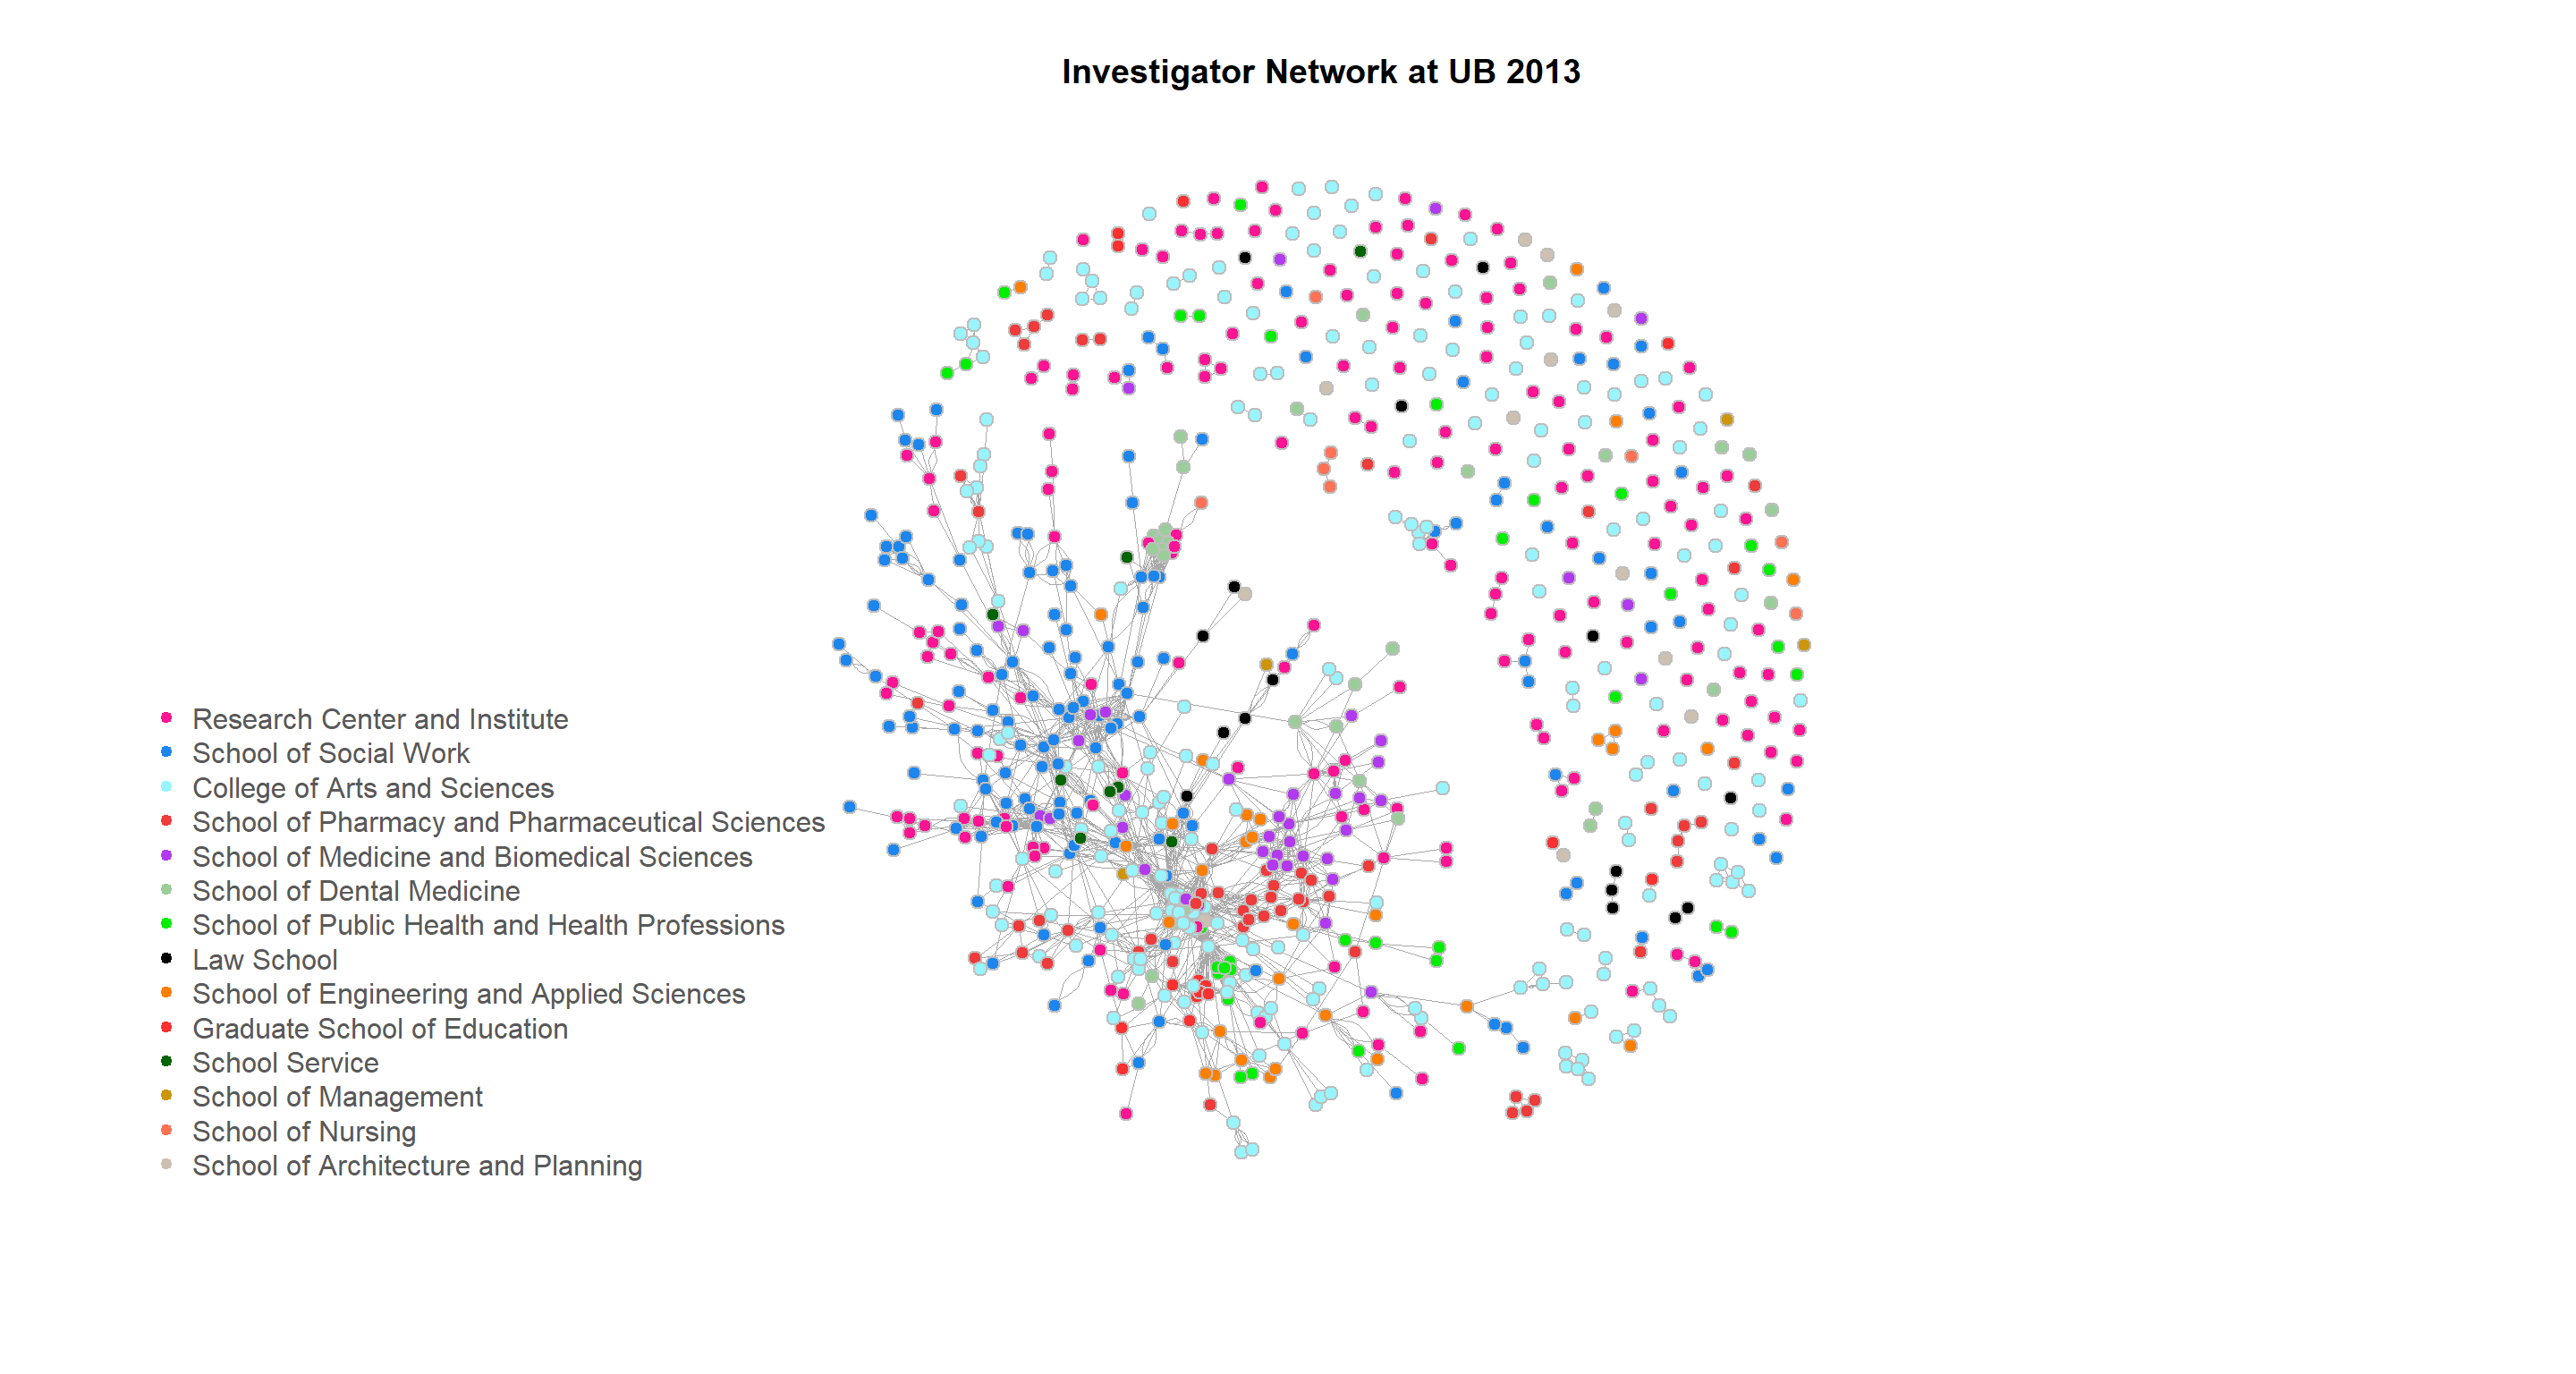 Investigator Network at UB 2013
Research Center and Institute
School of Social Work
College of Arts and Sciences
School of Pharmacy and Pharmaceutical Sciences
School of Medicine and Biomedical Sciences
School of Dental Medicine
School of Public Health and Health Professions
Law School
School of Engineering and Applied Sciences
Graduate School of Education
School Service
School of Management
School of Nursing
School of Architecture and Planning